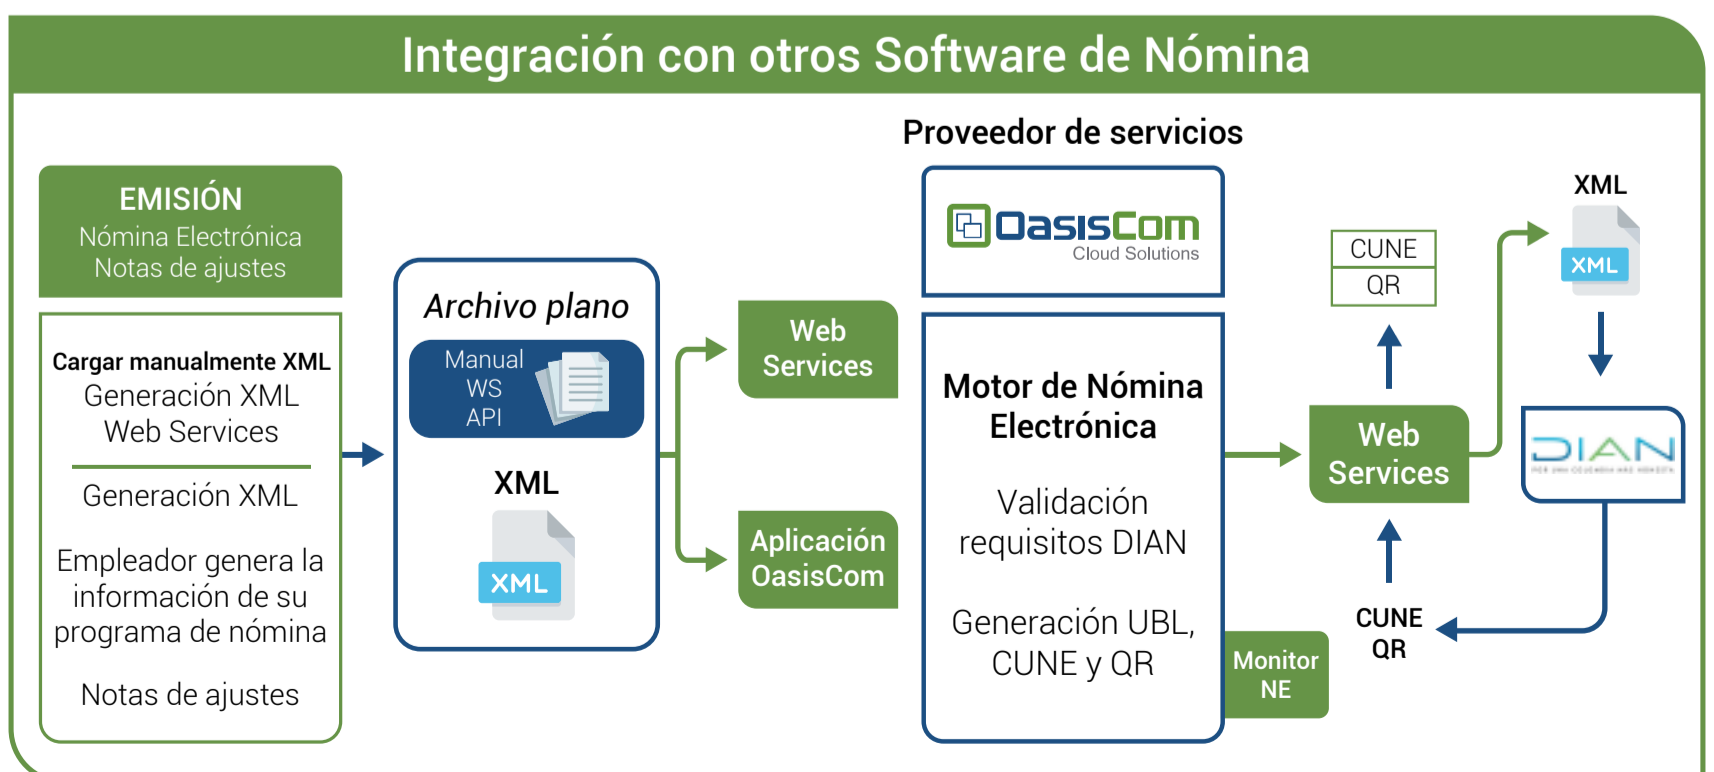 Integración con otros Software de Nómina
EMISIÓN
Nómina Electrónica
Notas de ajustes
Cargar manualmente XML
Generación XML
Web Services
Generación XML
Empleador genera la
información de su
programa de nómina
Notas de ajustes
Archivo plano
Manual
WS
API
XML
XML
Web
Services
Aplicación
OasisCom
Proveedor de servicios
OasisCom
Cloud Solutions
Motor de Nómina
Electrónica
Validación
requisitos DIAN
Generación UBL,
CUNE y QR
Monitor
NE
CUNE
QR
Web
Services
CUNE
QR
XML
XML
DIAN